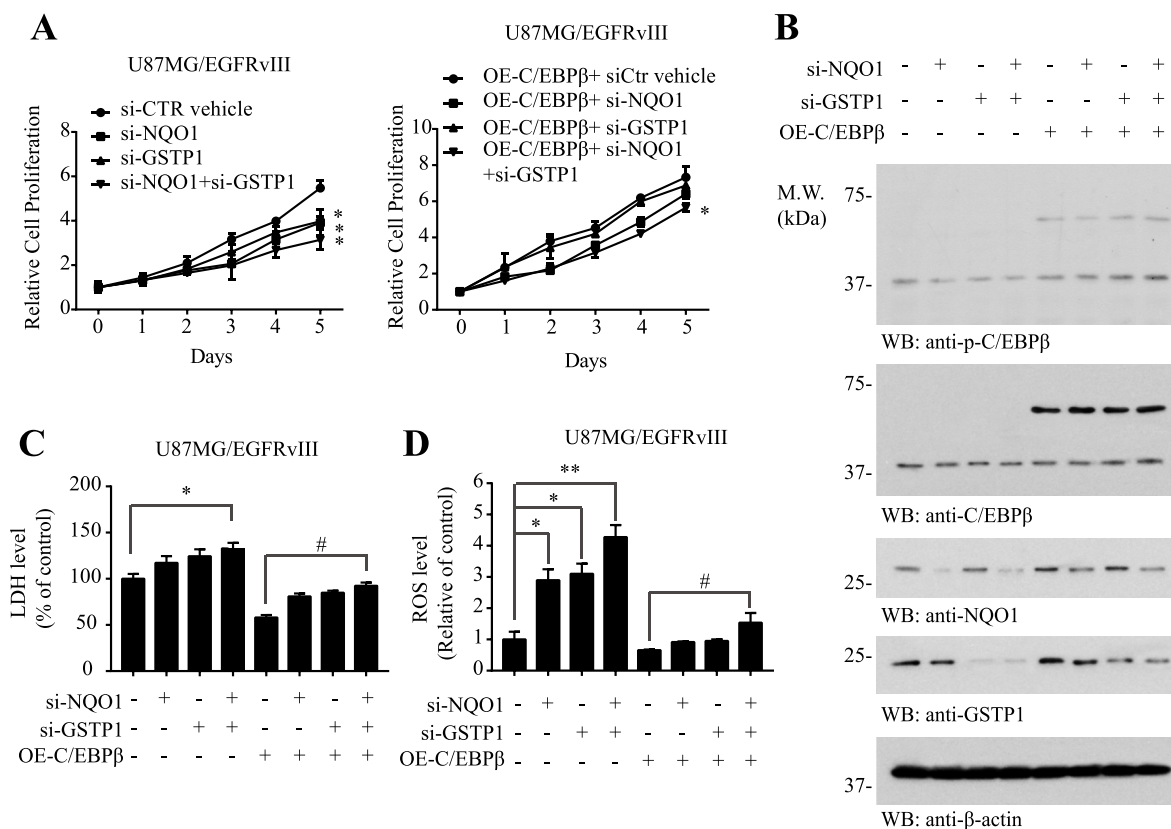 A
U87MG/EGFRvIII
si-CTR vehicle
si-NQO1
si-GSTP1
si-NQO1+si-GSTP1
Relative Cell Proliferation
8
6
4
2
0
0 1 2 3 4 5
Days
*
*
*
U87MG/EGFRvIII
OE-C/EBPβ+ siCtr vehicle
OE-C/EBPβ+ si-NQO1
OE-C/EBPβ+ si-GSTP1
OE-C/EBPβ+ si-NQO1
+si-GSTP1
Relative Cell Proliferation
10
8
6
4
2
0
0 1 2 3 4 5
Days
*
B
si-NQO1 - + - + - + - +
si-GSTP1 - - + + - - + +
OE-C/EBPβ - - - - + + + +
M.W.
(kDa)
75-
37-
WB: anti-p-C/EBPβ
75-
37-
WB: anti-C/EBPβ
25-
WB: anti-NQO1
25-
WB: anti-GSTP1
37-
WB: anti-β-actin
C
U87MG/EGFRvIII
LDH level
(% of control)
200
150
100
50
0
*
#
si-NQO1 - + - + - + - +
si-GSTP1 - - + + - - + +
OE-C/EBPβ - - - - + + + +
D
U87MG/EGFRvIII
ROS level
(Relative of control)
6
5
4
3
2
1
0
**
*
*
#
si-NQO1 - + - + - + - +
si-GSTP1 - - + + - - + +
OE-C/EBPβ - - - - + + + +